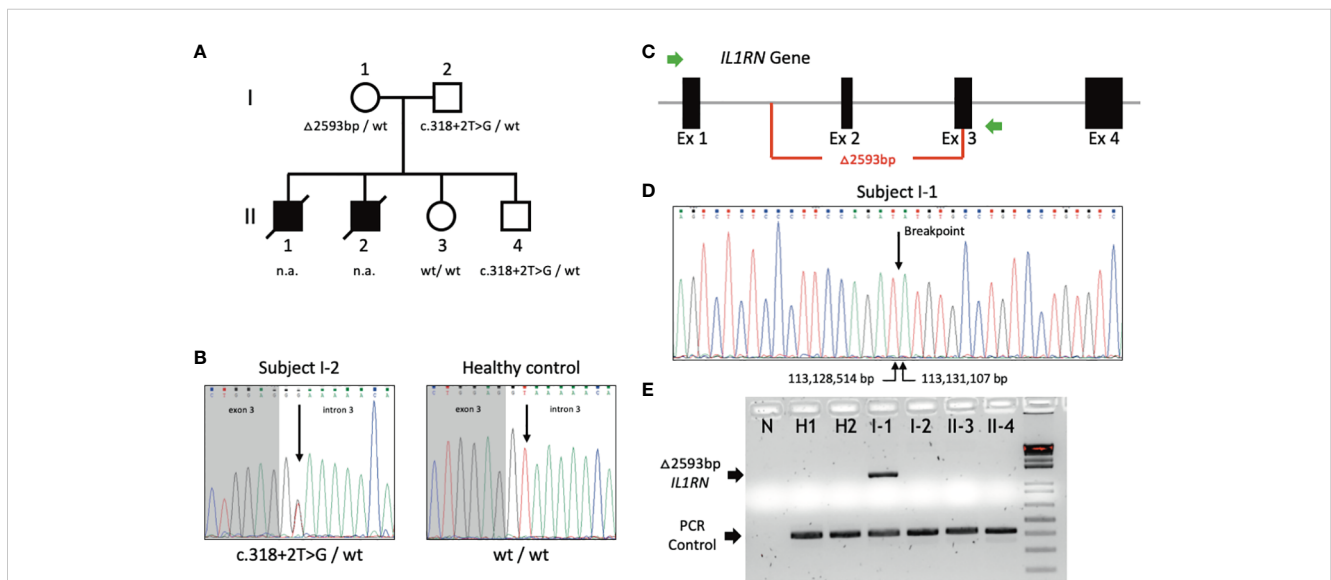 A
1 2
I
Δ2593bp / wt c.318+2T>G / wt
II
1 2 3 4
n.a. n.a. wt/ wt c.318+2T>G / wt
B
Subject I-2 Healthy control
exon 3 intron 3 exon 3 intron 3
c.318+2T>G / wt wt / wt
C
IL1RN Gene
Ex 1 Ex 2 Ex 3 Ex 4
Δ2593bp
D
Subject I-1
Breakpoint
113,128,514 bp 113,131,107 bp
E
N H1 H2 I-1 I-2 II-3 II-4
Δ2593bp
IL1RN
PCR
Control